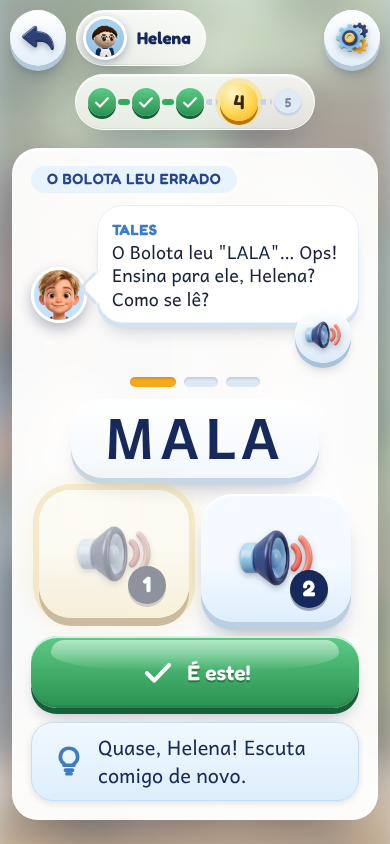 Helena
4
5
O BOLOTA LEU ERRADO
TALES
O Bolota leu "LALA"... Ops!
Ensina para ele, Helena?
Como se lê?
MALA
1
2
É este!
Quase, Helena! Escuta
comigo de novo.